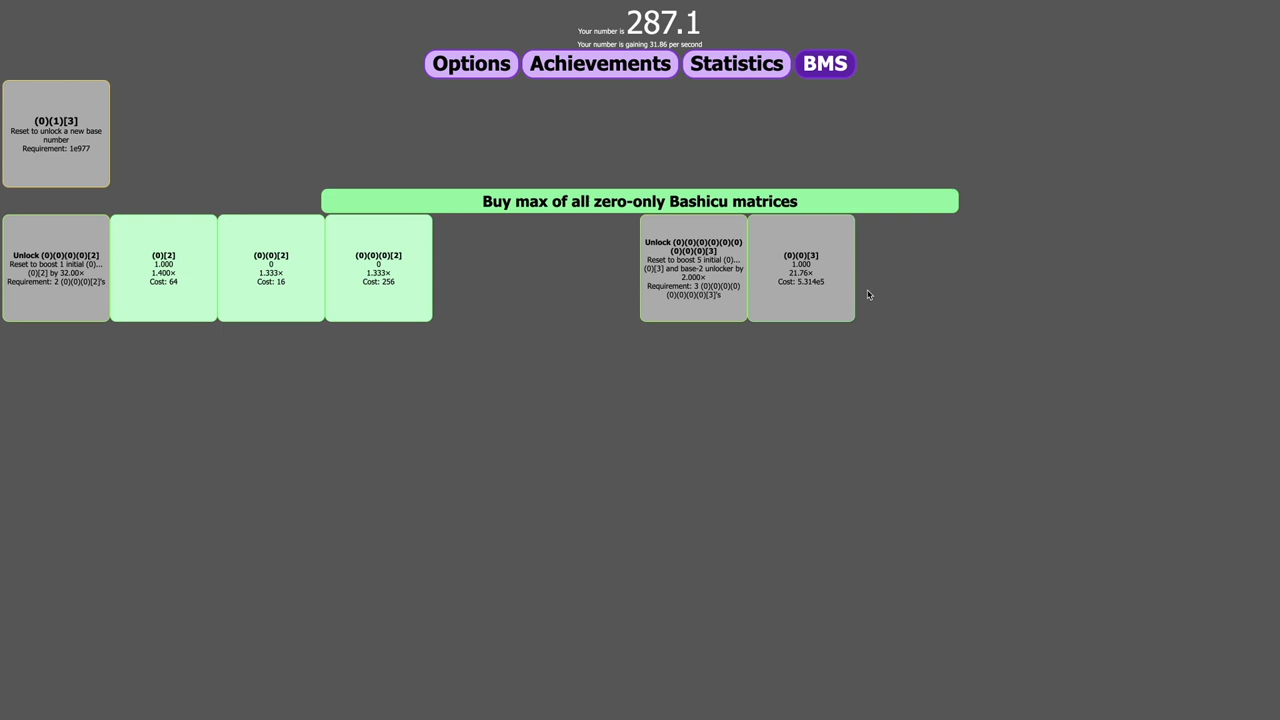 Your number is 287.1
Your number is gaining 31.86 per second
Options Achievements Statistics BMS
(0)(1)[3]
Reset to unlock a new base
number
Requirement: 1e977
Buy max of all zero-only Bashicu matrices
Unlock (0)(0)(0)(0)[2]
Reset to boost 1 initial (0)...
(0)[2] by 32.00×
Requirement: 2 (0)(0)(0)[2]'s
(0)[2]
1.000
1.400×
Cost: 64
(0)(0)[2]
0
1.333×
Cost: 16
(0)(0)(0)[2]
0
1.333×
Cost: 256
Unlock (0)(0)(0)(0)(0)(0)
(0)(0)(0)[3]
Reset to boost 5 initial (0)...
(0)[3] and base-2 unlocker by
2.000×
Requirement: 3 (0)(0)(0)(0)
(0)(0)(0)(0)[3]'s
(0)(0)[3]
1.000
21.76×
Cost: 5.314e5